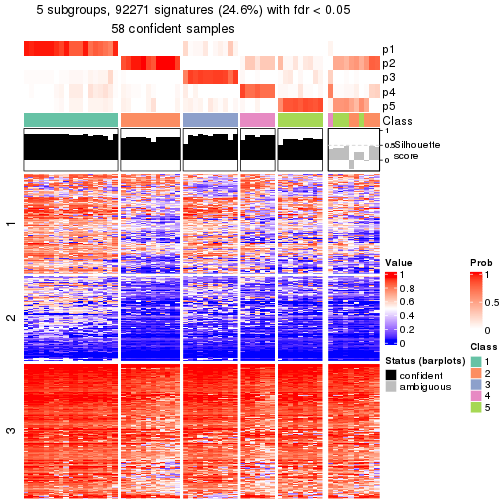 5 subgroups, 92271 signatures (24.6%) with fdr < 0.05
58 confident samples
p1
p2
p3
p4
p5
Class
1
0.5
0
Silhouette
score
1
2
3
Value
1
0.8
0.6
0.4
0.2
0
Status (barplots)
confident
ambiguous
Prob
1
0.5
0
Class
1
2
3
4
5